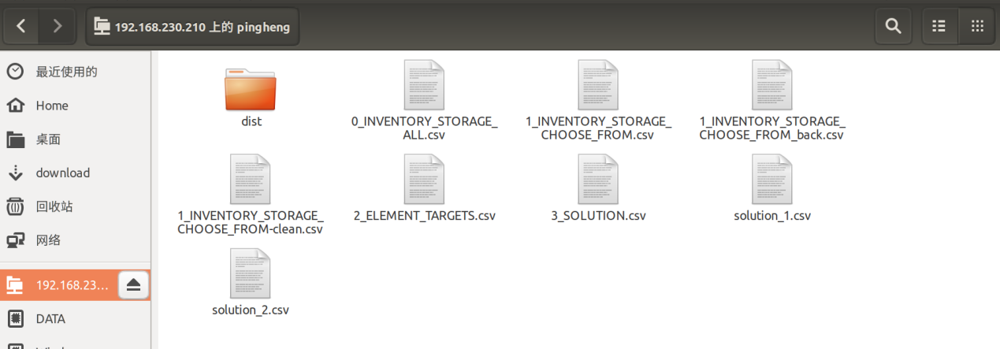 192.168.230.210 上的 pingheng
最近使用的
Home
桌面
download
回收站
网络
192.168.23...
DATA
dist
0_INVENTORY_STORAGE_
ALL.csv
1_INVENTORY_STORAGE_
CHOOSE_FROM.csv
1_INVENTORY_STORAGE_
CHOOSE_FROM_back.csv
1_INVENTORY_STORAGE_
CHOOSE_FROM-clean.csv
2_ELEMENT_TARGETS.csv
3_SOLUTION.csv
solution_1.csv
solution_2.csv